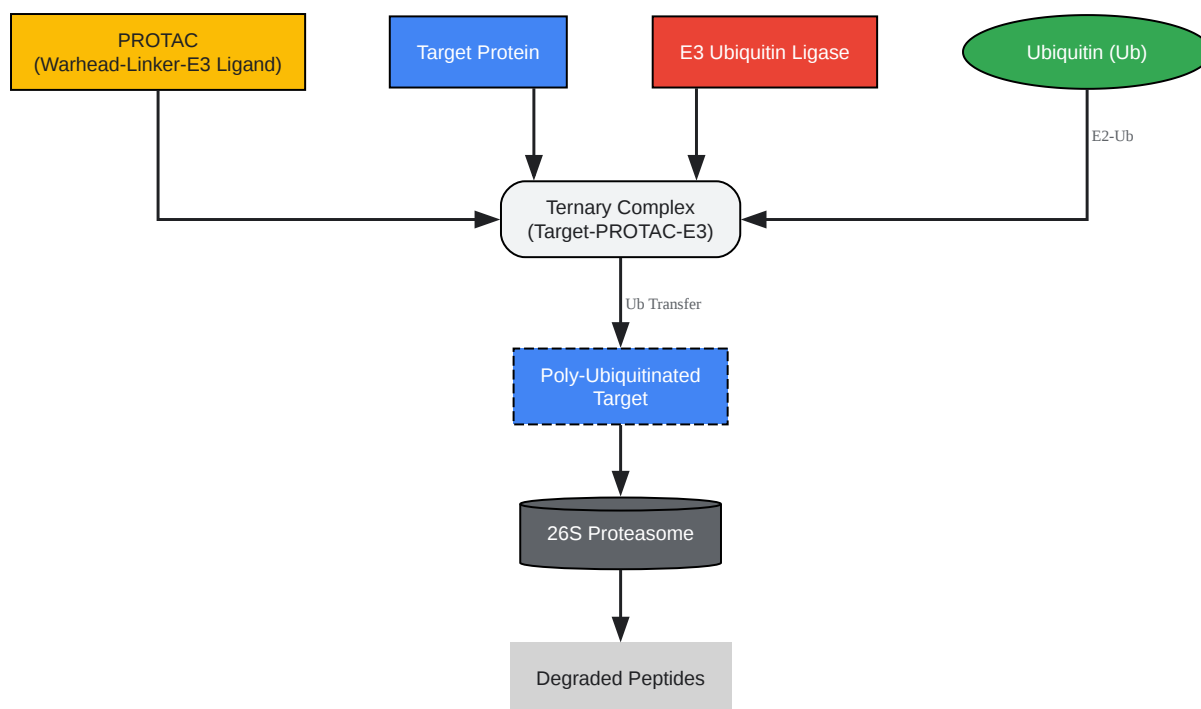 PROTAC
(Warhead-Linker-E3 Ligand)
Target Protein
E3 Ubiquitin Ligase
Ubiquitin (Ub)
E2-Ub
Ternary Complex
(Target-PROTAC-E3)
Ub Transfer
Poly-Ubiquitinated
Target
26S Proteasome
Degraded Peptides